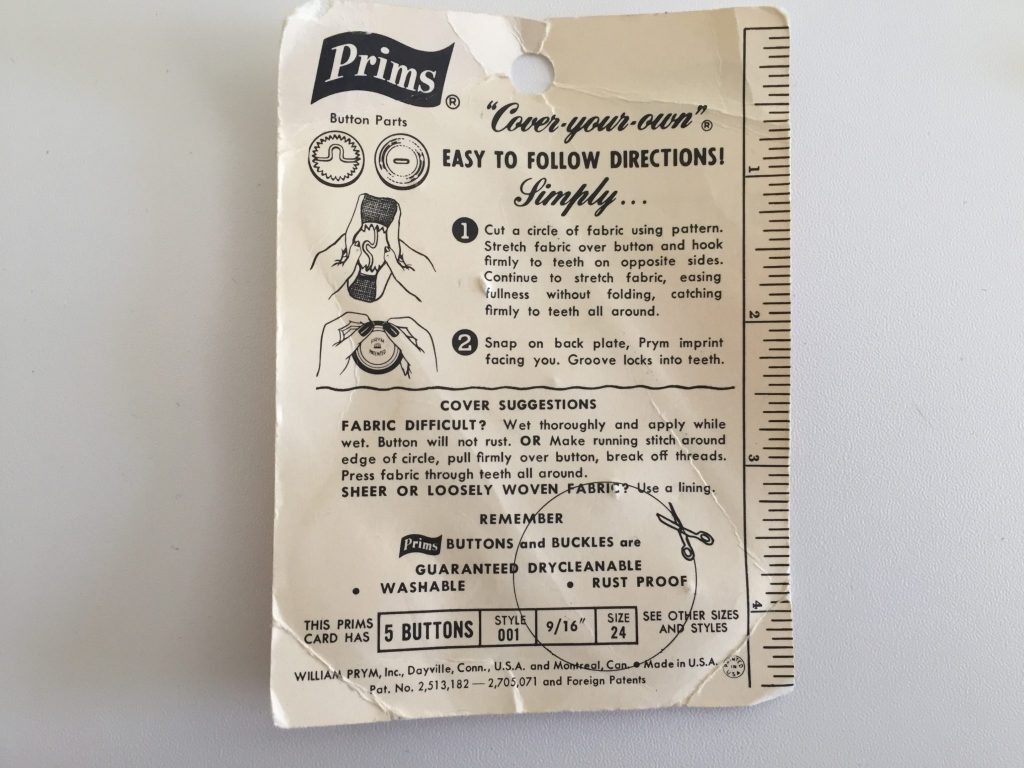 Prims ®
Button Parts
"Cover-your-own"®
EASY TO FOLLOW DIRECTIONS!
Simply...
1 Cut a circle of fabric using pattern.
Stretch fabric over button and hook
firmly to teeth on opposite sides.
Continue to stretch fabric, easing
fullness without folding, catching
firmly to teeth all around.
2 Snap on back plate, Prym imprint
facing you. Groove locks into teeth.
COVER SUGGESTIONS
FABRIC DIFFICULT? Wet thoroughly and apply while
wet. Button will not rust. OR Make running stitch around
edge of circle, pull firmly over button, break off threads.
Press fabric through teeth all around.
SHEER OR LOOSELY WOVEN FABRIC? Use a lining.
REMEMBER
Prims BUTTONS and BUCKLES are
GUARANTEED DRYCLEANABLE
• WASHABLE • RUST PROOF
THIS PRIMS
CARD HAS
5 BUTTONS
STYLE
001
9/16"
SIZE
24
SEE OTHER SIZES
AND STYLES
WILLIAM PRYM, Inc., Dayville, Conn., U.S.A. and Montreal, Can. • Made in U.S.A.
Pat. No. 2,513,182 — 2,705,071 and Foreign Patents
1
2
3
4